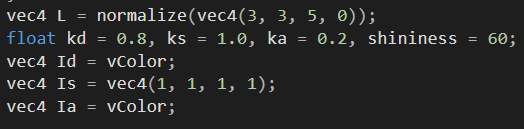 vec4 L = normalize(vec4(3, 3, 5, 0));
float kd = 0.8, ks = 1.0, ka = 0.2, shininess = 60;
vec4 Id = vColor;
vec4 Is = vec4(1, 1, 1, 1);
vec4 Ia = vColor;